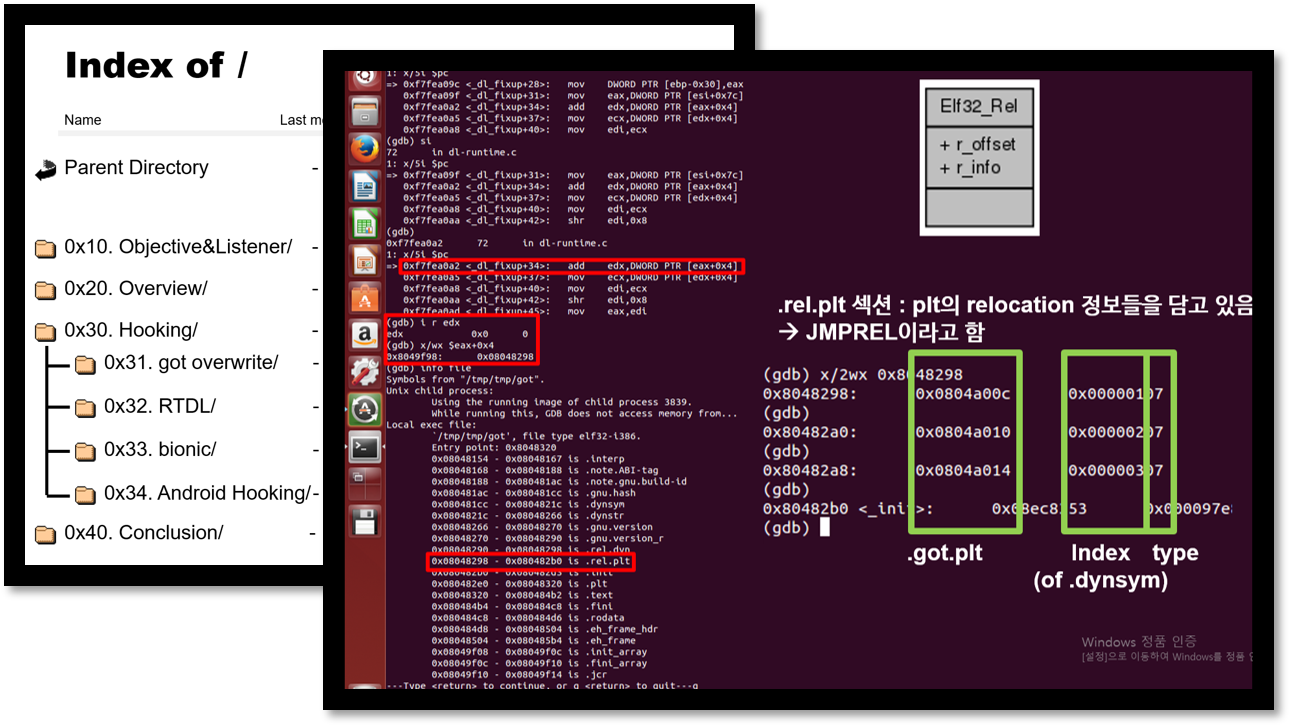 Index of /
Name
Last mo
Parent Directory -
0x10. Objective&Listener/ -
0x20. Overview/ -
0x30. Hooking/ -
0x31. got overwrite/ -
0x32. RTDL/ -
0x33. bionic/ -
0x34. Android Hooking/-
0x40. Conclusion/ -
1: x/5i $pc
=> 0xf7fea09c <_dl_fixup+28>: mov DWORD PTR [ebp-0x30],eax
0xf7fea09f <_dl_fixup+31>: mov eax,DWORD PTR [esi+0x7c]
0xf7fea0a2 <_dl_fixup+34>: add edx,DWORD PTR [eax+0x4]
0xf7fea0a5 <_dl_fixup+37>: mov ecx,DWORD PTR [edx+0x4]
0xf7fea0a8 <_dl_fixup+40>: mov edi,ecx
(gdb) si
72 in dl-runtime.c
1: x/5i $pc
=> 0xf7fea09f <_dl_fixup+31>: mov eax,DWORD PTR [esi+0x7c]
0xf7fea0a2 <_dl_fixup+34>: add edx,DWORD PTR [eax+0x4]
0xf7fea0a5 <_dl_fixup+37>: mov ecx,DWORD PTR [edx+0x4]
0xf7fea0a8 <_dl_fixup+40>: mov edi,ecx
0xf7fea0aa <_dl_fixup+42>: shr edi,0x8
(gdb)
0xf7fea0a2 72 in dl-runtime.c
1: x/5i $pc
=> 0xf7fea0a2 <_dl_fixup+34>: add edx,DWORD PTR [eax+0x4]
0xf7fea0a5 <_dl_fixup+37>: mov ecx,DWORD PTR [edx+0x4]
0xf7fea0a8 <_dl_fixup+40>: mov edi,ecx
0xf7fea0aa <_dl_fixup+42>: shr edi,0x8
0xf7fea0ad <_dl_fixup+45>: mov eax,edi
(gdb) i r edx
edx 0x0 0
(gdb) x/wx $eax+0x4
0x8049f98: 0x08048298
(gdb) info file
Symbols from "/tmp/tmp/got".
Unix child process:
Using the running image of child process 3839.
While running this, GDB does not access memory from...
Local exec file:
`/tmp/tmp/got', file type elf32-i386.
Entry point: 0x8048320
0x08048154 - 0x08048167 is .interp
0x08048168 - 0x08048188 is .note.ABI-tag
0x08048188 - 0x080481ac is .note.gnu.build-id
0x080481ac - 0x080481cc is .gnu.hash
0x080481cc - 0x0804821c is .dynsym
0x0804821c - 0x08048266 is .dynstr
0x08048266 - 0x08048270 is .gnu.version
0x08048270 - 0x08048290 is .gnu.version_r
0x08048290 - 0x08048298 is .rel.dyn
0x08048298 - 0x080482b0 is .rel.plt
0x080482b0 - 0x080482d3 is .init
0x080482e0 - 0x08048320 is .plt
0x08048320 - 0x080484b2 is .text
0x080484b4 - 0x080484c8 is .fini
0x080484c8 - 0x080484d6 is .rodata
0x080484d8 - 0x08048504 is .eh_frame_hdr
0x08048504 - 0x080485b4 is .eh_frame
0x08049f08 - 0x08049f0c is .init_array
0x08049f0c - 0x08049f10 is .fini_array
0x08049f10 - 0x08049f14 is .jcr
---Type <return> to continue, or q <return> to quit---q
Elf32_Rel
+ r_offset
+ r_info
.rel.plt 섹션 : plt의 relocation 정보들을 담고 있음
→ JMPREL이라고 함
(gdb) x/2wx 0x8048298
0x8048298: 0x0804a00c 0x00000107
(gdb)
0x80482a0: 0x0804a010 0x00000207
(gdb)
0x80482a8: 0x0804a014 0x00000307
(gdb)
0x80482b0 <_init>: 0x08ec8353 0x000097e8
(gdb)
.got.plt
Index type
(of .dynsym)
Windows 정품 인증
[설정]으로 이동하여 Windows를 정품 인